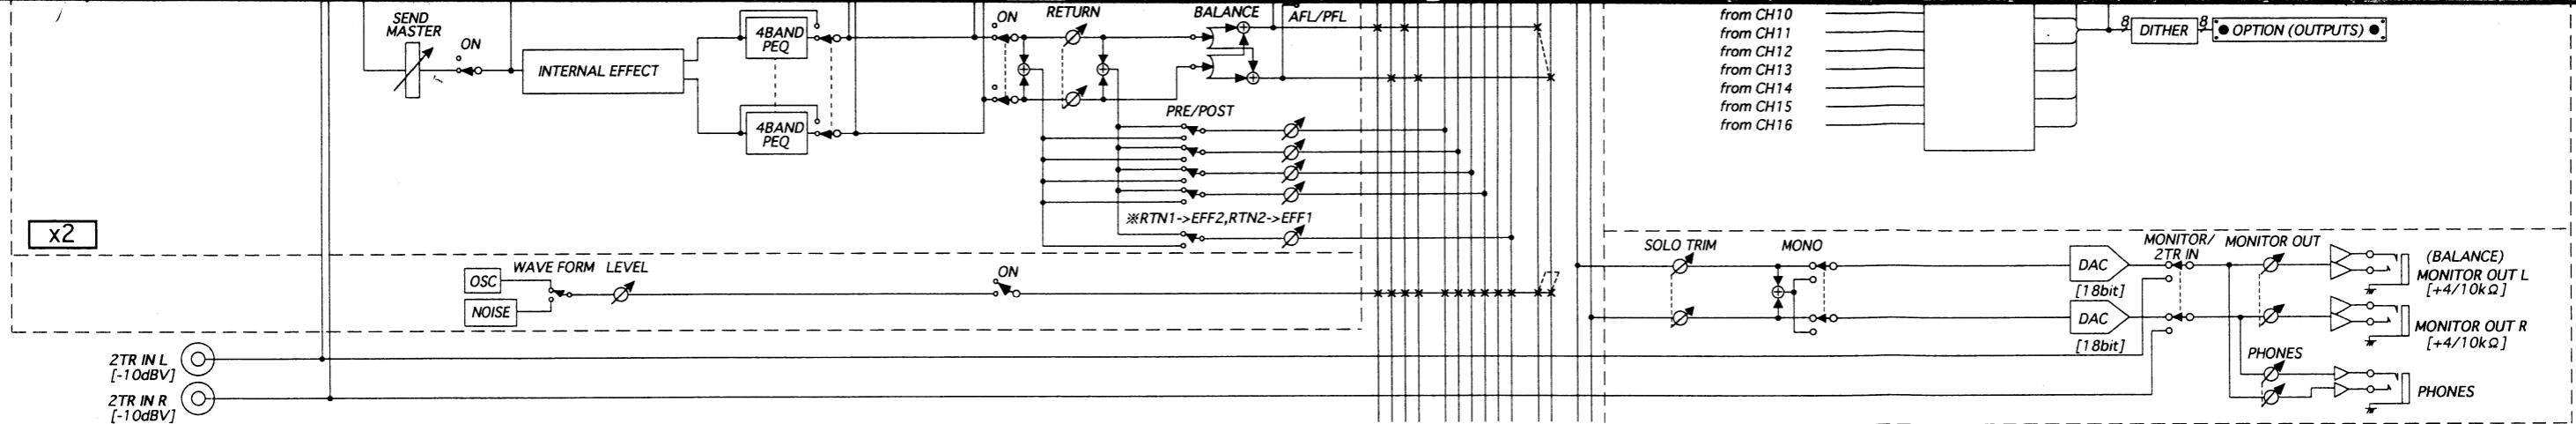 SEND
MASTER
ON
INTERNAL EFFECT
4BAND
PEQ
4BAND
PEQ
ON
RETURN
BALANCE
AFL/PFL
PRE/POST
※RTN1->EFF2,RTN2->EFF1
x2
from CH10
from CH11
from CH12
from CH13
from CH14
from CH15
from CH16
8
DITHER
8
OPTION (OUTPUTS)
OSC
NOISE
WAVE FORM
LEVEL
ON
SOLO TRIM
MONO
DAC
[18bit]
DAC
[18bit]
MONITOR/
2TR IN
MONITOR OUT
(BALANCE)
MONITOR OUT L
[+4/10kΩ]
MONITOR OUT R
[+4/10kΩ]
PHONES
PHONES
2TR IN L
[-10dBV]
2TR IN R
[-10dBV]